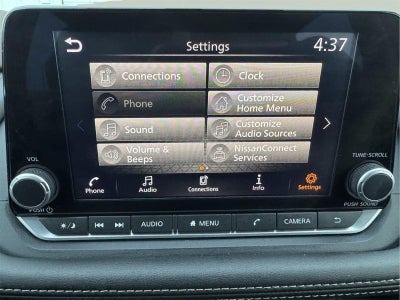 Settings
4:37
Connections
Clock
Phone
Customize
Home Menu
Sound
Customize
Audio Sources
Volume &
Beeps
NissanConnect
Services
VOL
TUNE·SCROLL
Phone
Audio
Connections
Info
Settings
PUSH
PUSH SOUND
AUDIO
MENU
CAMERA